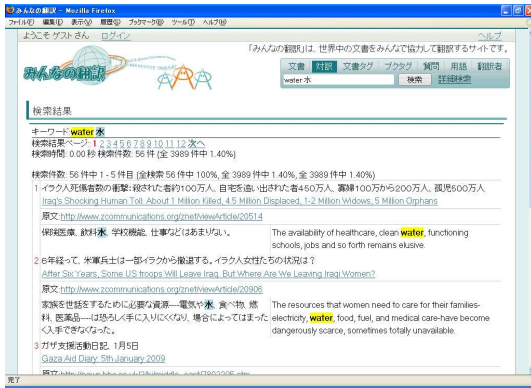 みんなの翻訳 - Mozilla Firefox
ファイル(F) 編集(E) 表示(V) 履歴(S) ブックマーク(B) ツール(T) ヘルプ(H)
ようこそ ゲスト さん ログイン ヘルプ
「みんなの翻訳」は、世界中の文書をみんなで協力して翻訳するサイトです。
みんなの翻訳
文書 対訳 文書タグ ブクタグ 質問 用語 翻訳者
water 水 検索 詳細検索
検索結果
キーワード water 水
検索結果ページ: 1 2 3 4 5 6 7 8 9 10 11 12 次へ
検索時間: 0.00 秒 検索件数: 56 件 (全 3989 件中 1.40%)
検索件数: 56 件中 1 - 5 件目 (全検索 56 件中 100%, 全 3989 件中 1.40%, 全 3989 件中 1.40%)
1 イラク人死傷者数の衝撃：殺された者約100万人、自宅を追い出された者450万人、寡婦100万から200万人、孤児500万人
Iraq's Shocking Human Toll: About 1 Million Killed, 4.5 Million Displaced, 1-2 Million Widows, 5 Million Orphans
原文:http://www.zcommunications.org/znet/viewArticle/20514
保険医療、飲料水、学校機能、仕事などはあまりない。 The availability of healthcare, clean water, functioning
schools, jobs and so forth remains elusive.
2 6年経って、米軍兵士は一部イラクから撤退する。イラク人女性たちの状況は？
After Six Years, Some US troops Will Leave Iraq. But Where Are We Leaving Iraqi Women?
原文:http://www.zcommunications.org/znet/viewArticle/20906
家族を世話をするために必要な資源----電気や水、食べ物、燃 The resources that women need to care for their families-
料、医薬品----は恐ろしく手に入りにくくなり、場合によってはまった electricity, water, food, fuel, and medical care-have become
く入手できなくなった。 dangerously scarce, sometimes totally unavailable.
3 ガザ支援活動日記、1月5日
Gaza Aid Diary: 5th January 2009
完了